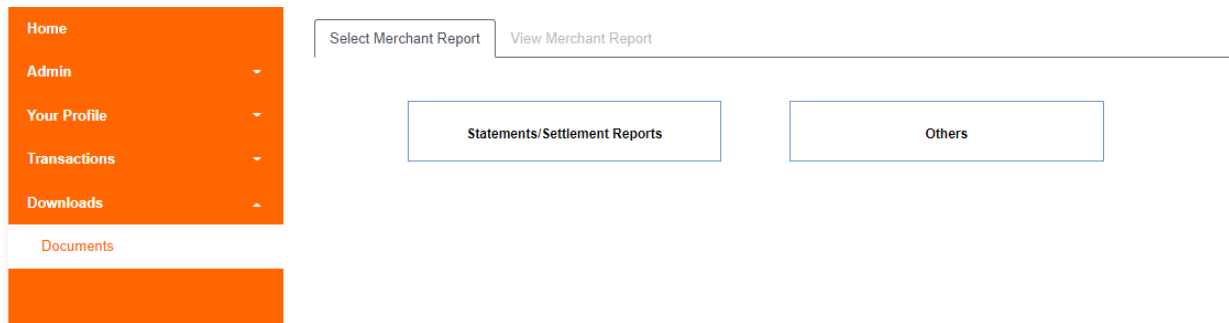 Home
Admin
Your Profile
Transactions
Downloads
Documents
Select Merchant Report
View Merchant Report
Statements/Settlement Reports
Others